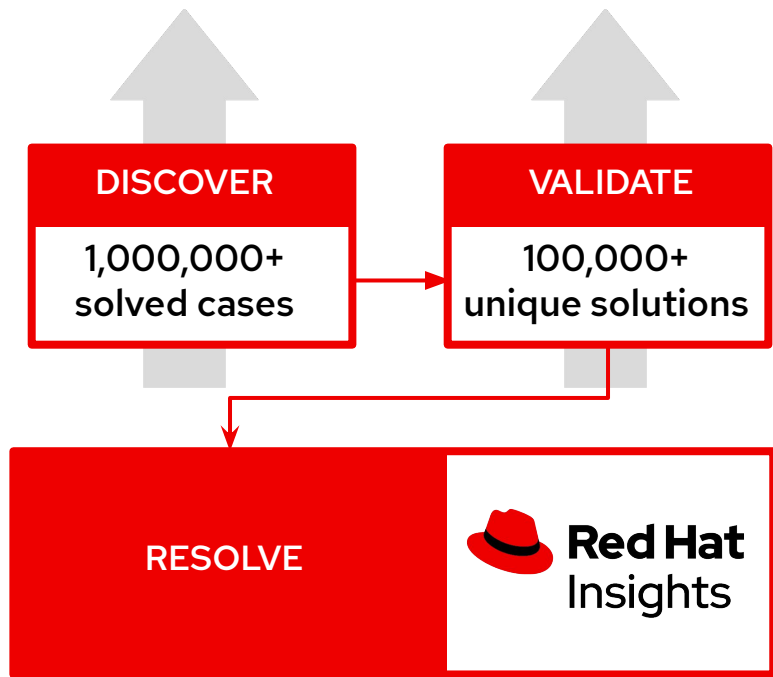 DISCOVER
1,000,000+
solved cases
VALIDATE
100,000+
unique solutions
RESOLVE
Red Hat
Insights